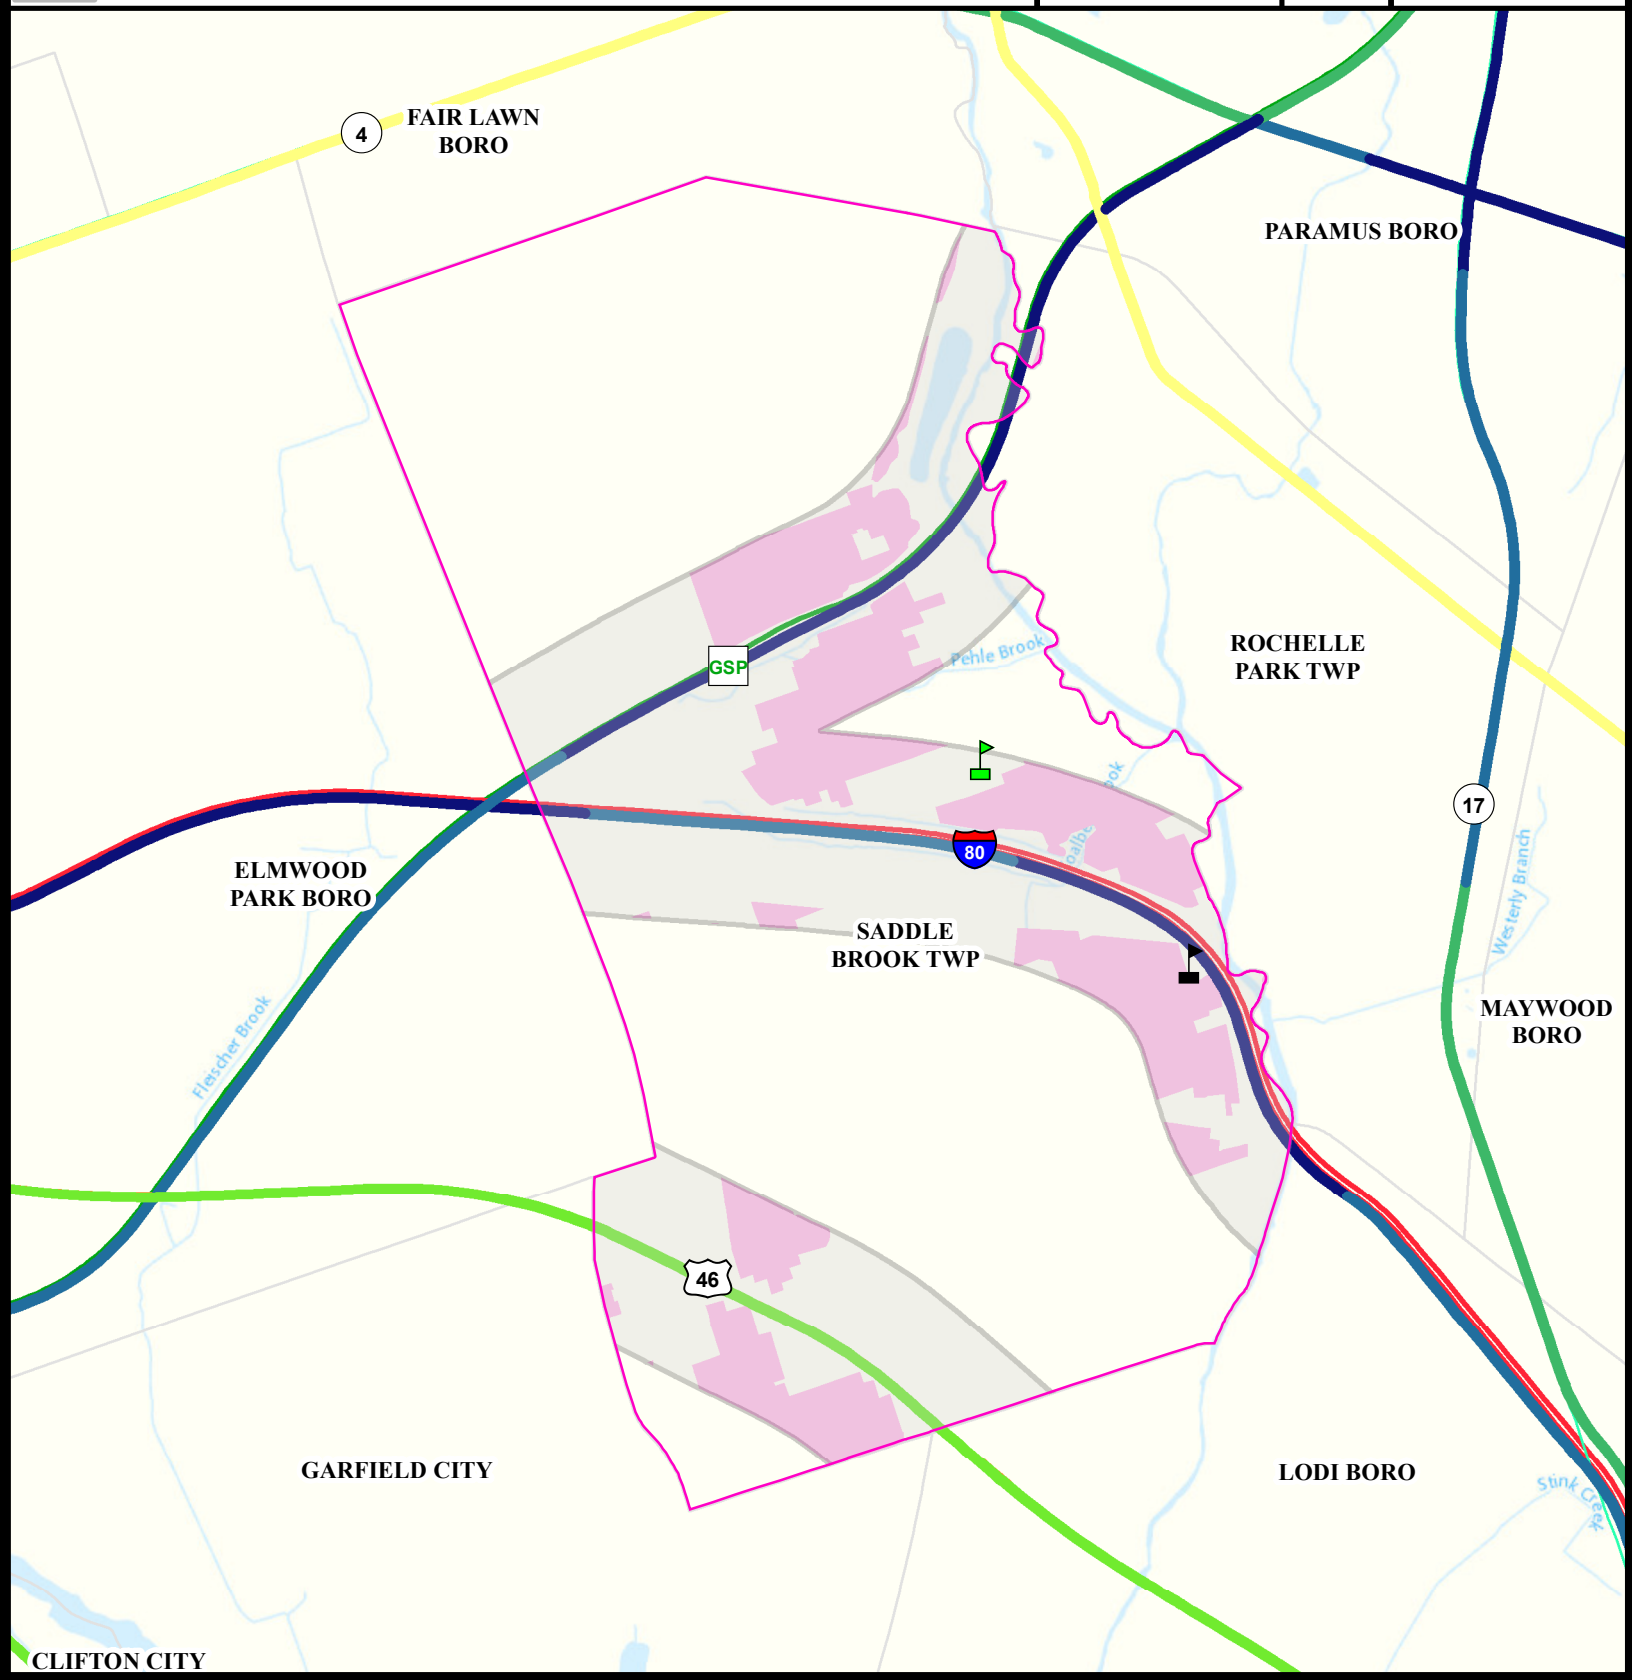 4
FAIR LAWN
BORO
PARAMUS BORO
ROCHELLE
PARK TWP
Pehle Brook
GSP
17
80
ELMWOOD
PARK BORO
SADDLE
BROOK TWP
Westerly Branch
MAYWOOD
BORO
Fleischer Brook
46
GARFIELD CITY
LODI BORO
Stink Creek
CLIFTON CITY